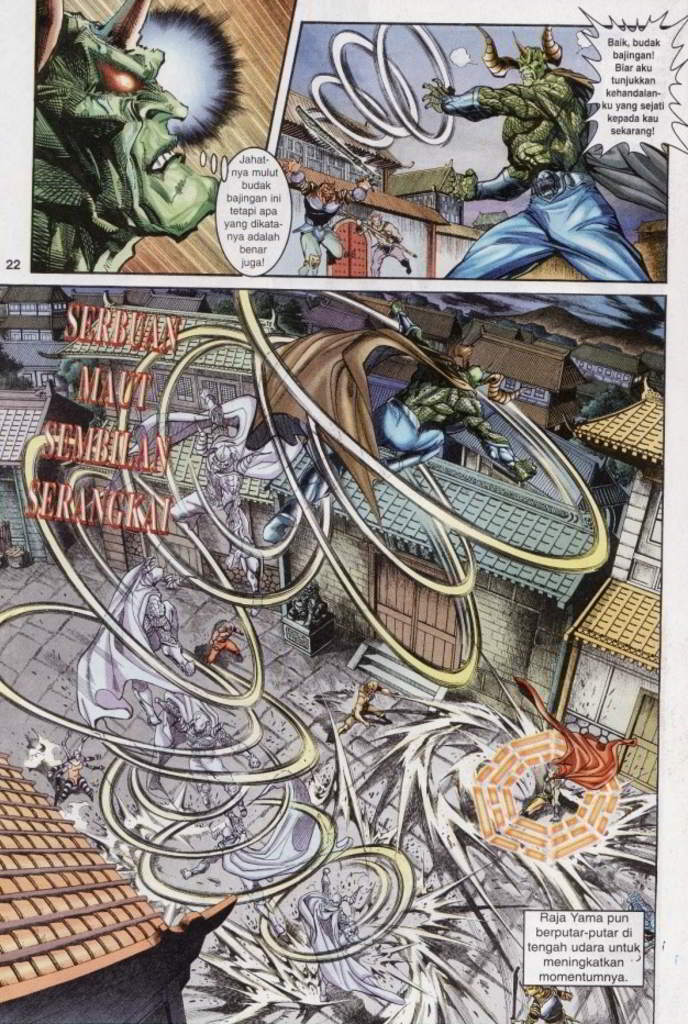 Jahat-
nya mulut
budak
bajingan ini
tetapi apa
yang dikata-
nya adalah
benar
juga!
Baik, budak
bajingan!
Biar aku
tunjukkan
kehandalan-
ku yang sejati
kepada kau
sekarang!
22
SERBUAN
MAUT
SEMBILAN
SERANGKAI
Raja Yama pun
berputar-putar di
tengah udara untuk
meningkatkan
momentumnya.